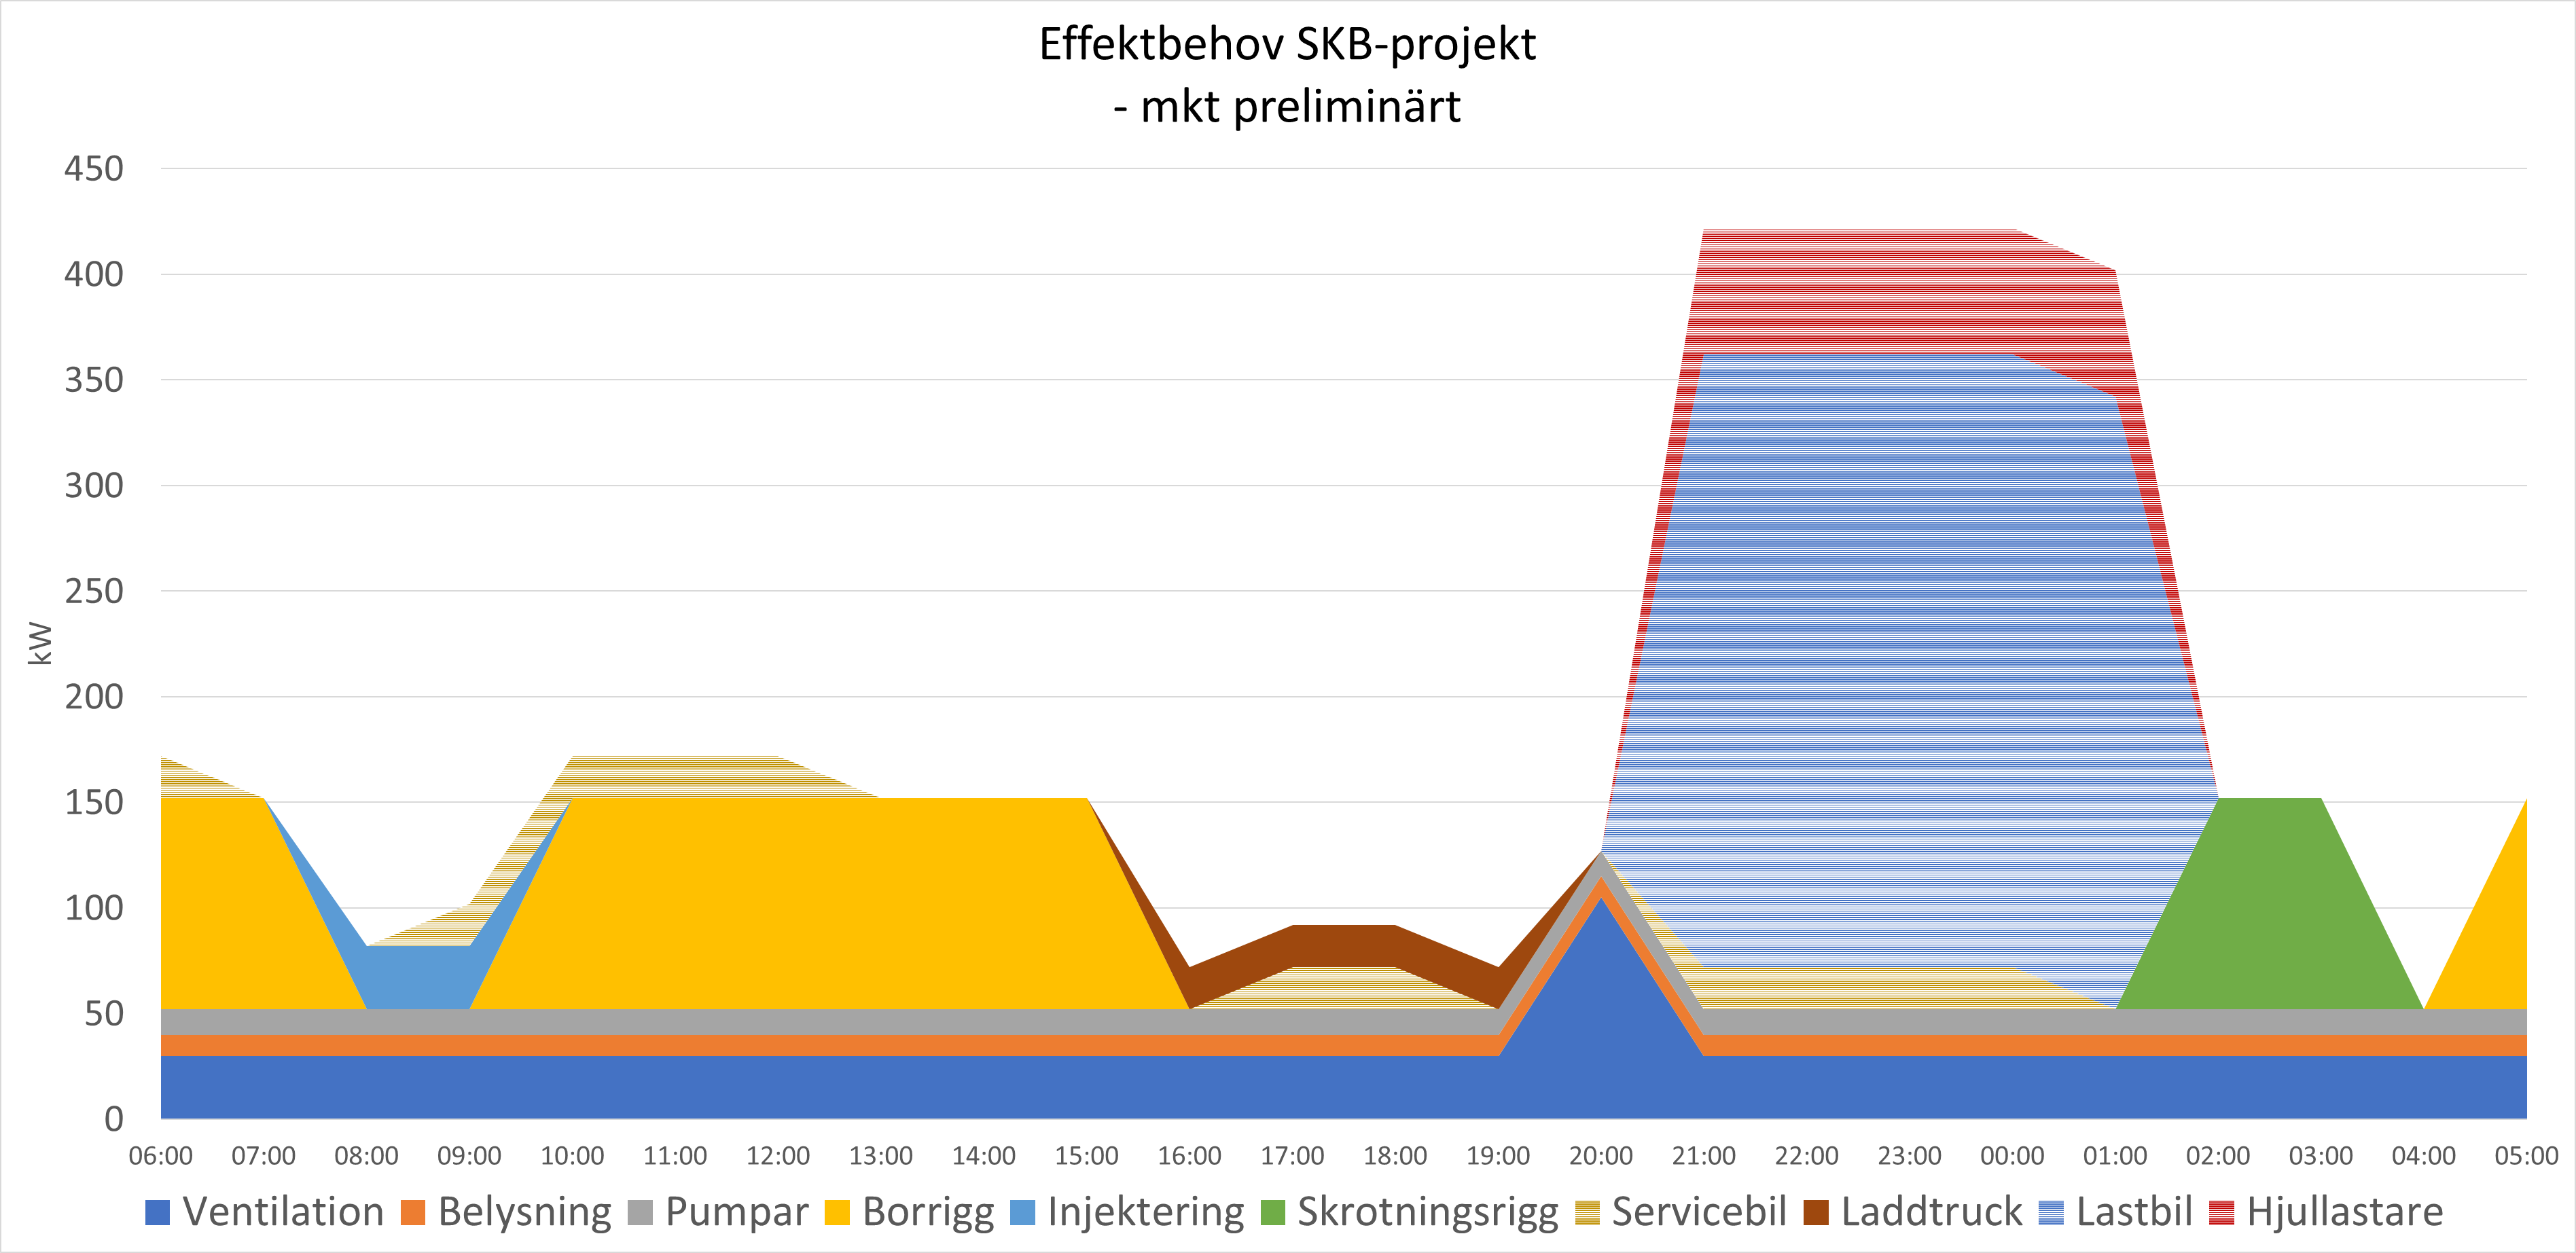 Effektbehov SKB-projekt
- mkt preliminärt
450
400
350
300
250
200
150
100
50
0
kW
06:00 07:00 08:00 09:00 10:00 11:00 12:00 13:00 14:00 15:00 16:00 17:00 18:00 19:00 20:00 21:00 22:00 23:00 00:00 01:00 02:00 03:00 04:00 05:00
Ventilation Belysning Pumpar Borrigg Injektering Skrotningsrigg Servicebil Laddtruck Lastbil Hjullastare